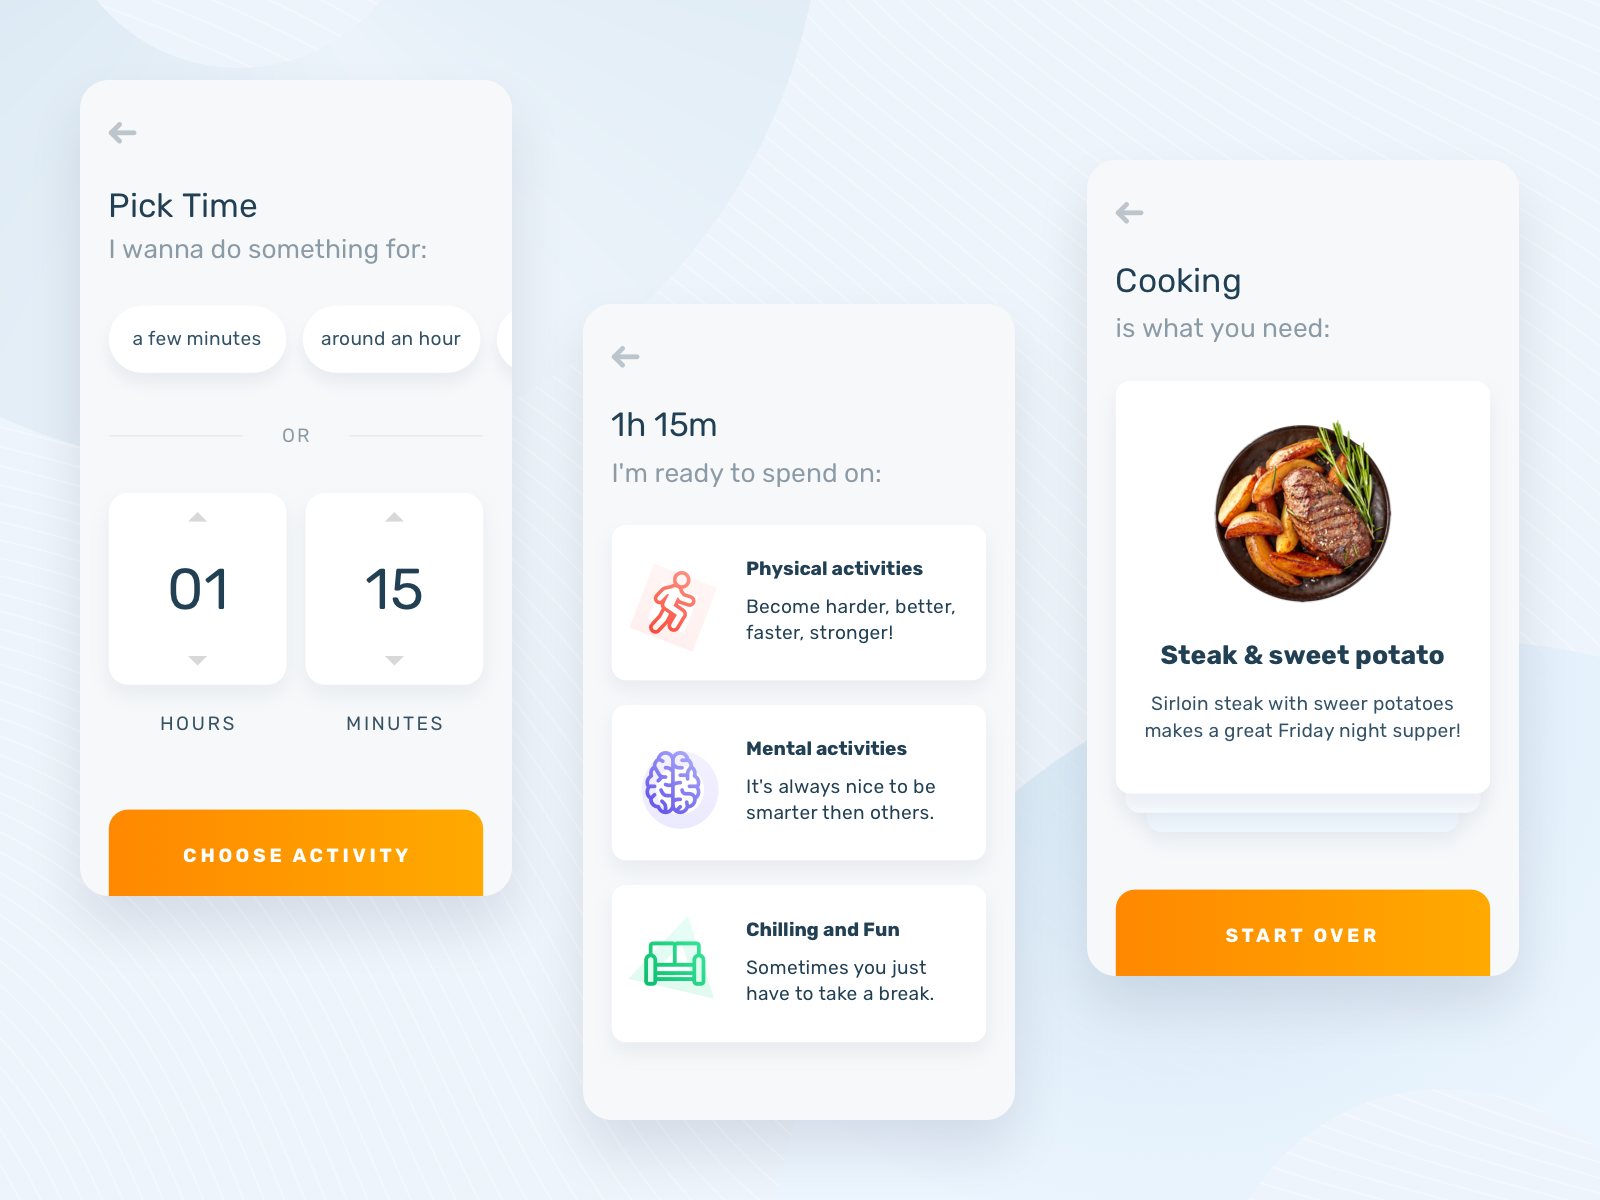 Pick Time
I wanna do something for:
a few minutes
around an hour
OR
01
15
HOURS
MINUTES
CHOOSE ACTIVITY
1h 15m
I'm ready to spend on:
Physical activities
Become harder, better,
faster, stronger!
Mental activities
It's always nice to be
smarter then others.
Chilling and Fun
Sometimes you just
have to take a break.
Cooking
is what you need:
Steak & sweet potato
Sirloin steak with sweer potatoes
makes a great Friday night supper!
START OVER